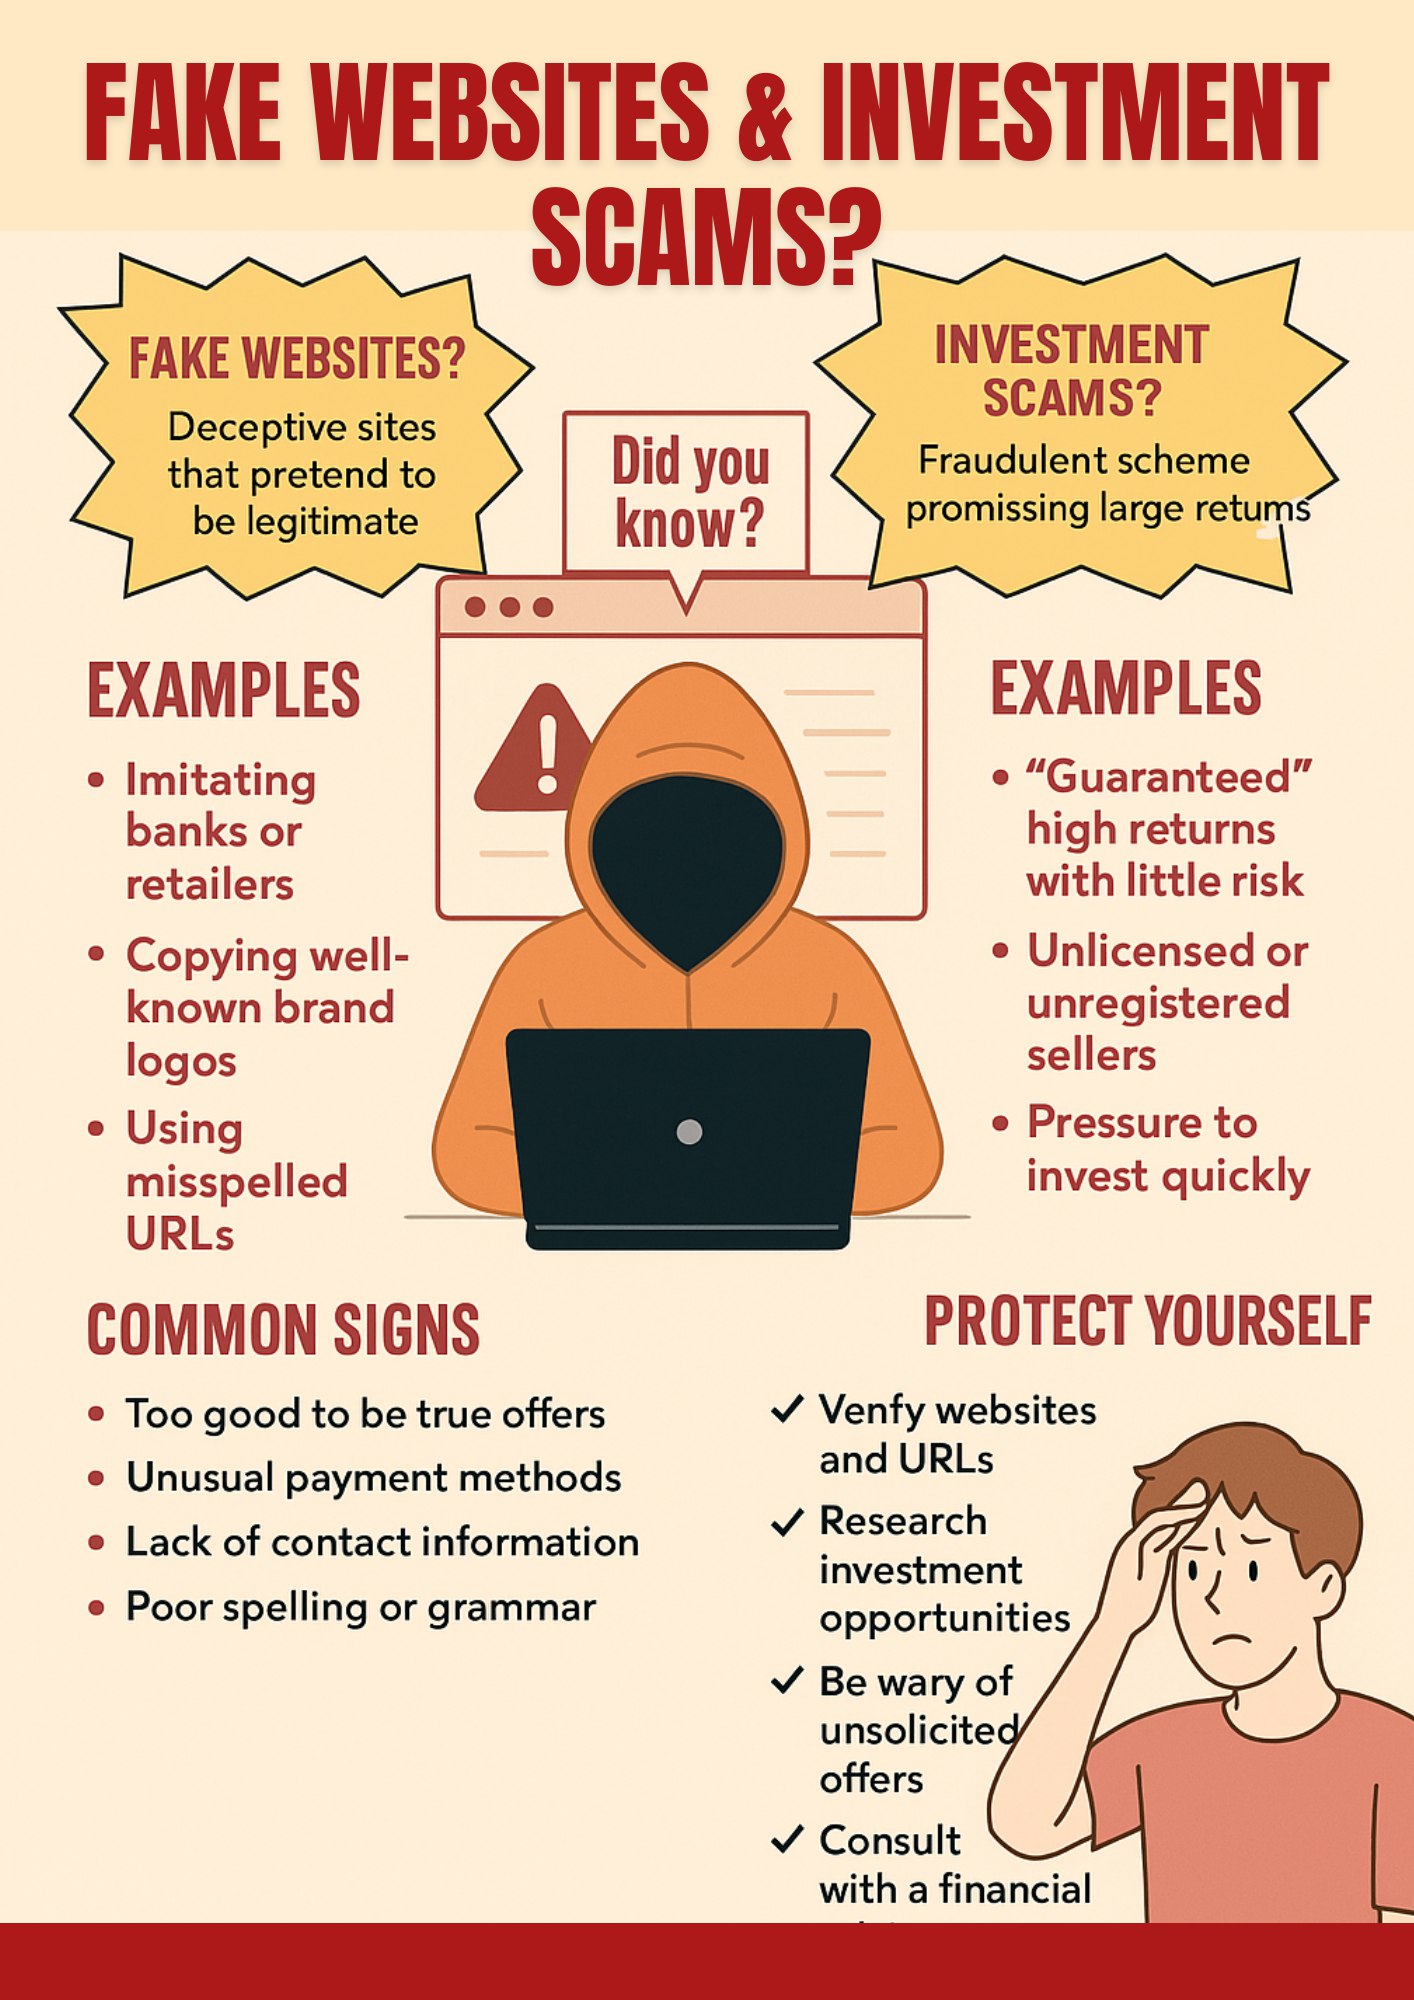 FAKE WEBSITES & INVESTMENT
SCAMS?
FAKE WEBSITES?
Deceptive sites
that pretend to
be legitimate
INVESTMENT
SCAMS?
Fraudulent scheme
promissing large retums
Did you
know?
EXAMPLES
• Imitating
banks or
retailers
• Copying well-
known brand
logos
• Using
misspelled
URLs
EXAMPLES
• “Guaranteed”
high returns
with little risk
• Unlicensed or
unregistered
sellers
• Pressure to
invest quickly
COMMON SIGNS
• Too good to be true offers
• Unusual payment methods
• Lack of contact information
• Poor spelling or grammar
PROTECT YOURSELF
✓ Venfy websites
and URLs
✓ Research
investment
opportunities
✓ Be wary of
unsolicited
offers
✓ Consult
with a financial